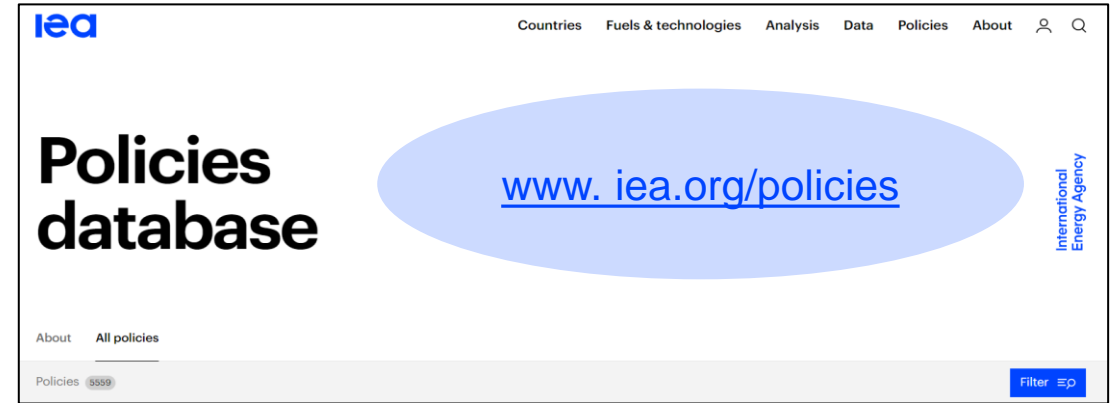 iea
Countries Fuels & technologies Analysis Data Policies About
Policies
database
www. iea.org/policies
International
Energy Agency
About All policies
Policies 5559
Filter